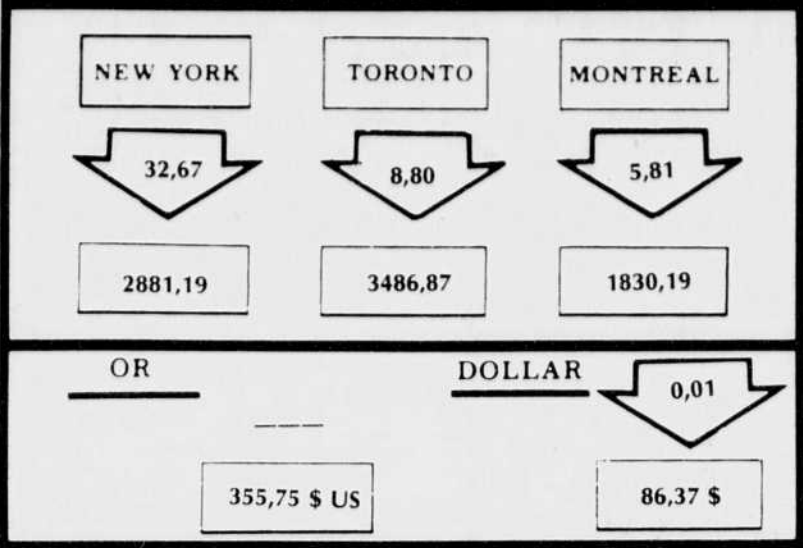 NEW YORK TORONTO MONTREAL
32,67 8,80 5,81
2881,19 3486,87 1830,19
OR DOLLAR 0,01
355,75 $ US 86,37 $